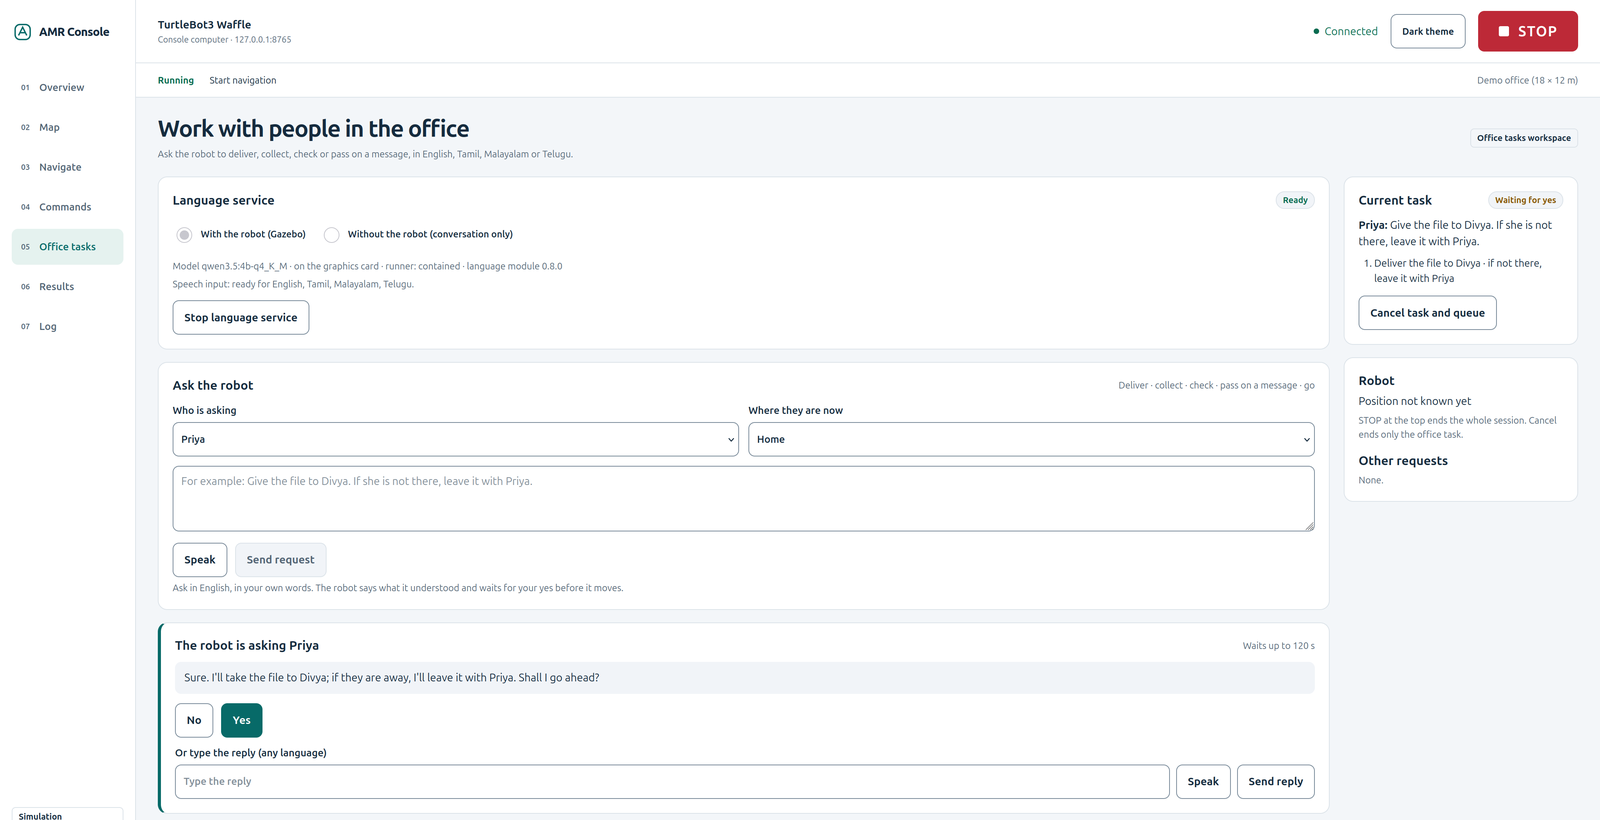 AMR Console
01 Overview
02 Map
03 Navigate
04 Commands
05 Office tasks
06 Results
07 Log
Simulation
TurtleBot3 Waffle
Console computer · 127.0.0.1:8765
Connected
Dark theme
STOP
Running Start navigation
Demo office (18 × 12 m)
Work with people in the office
Ask the robot to deliver, collect, check or pass on a message, in English, Tamil, Malayalam or Telugu.
Office tasks workspace
Language service
Ready
With the robot (Gazebo)
Without the robot (conversation only)
Model qwen3.5:4b-q4_K_M · on the graphics card · runner: contained · language module 0.8.0
Speech input: ready for English, Tamil, Malayalam, Telugu.
Stop language service
Ask the robot
Deliver · collect · check · pass on a message · go
Who is asking
Where they are now
Priya
Home
For example: Give the file to Divya. If she is not there, leave it with Priya.
Speak
Send request
Ask in English, in your own words. The robot says what it understood and waits for your yes before it moves.
The robot is asking Priya
Waits up to 120 s
Sure. I'll take the file to Divya; if they are away, I'll leave it with Priya. Shall I go ahead?
No
Yes
Or type the reply (any language)
Type the reply
Speak
Send reply
Current task
Waiting for yes
Priya: Give the file to Divya. If she is not
there, leave it with Priya.
1. Deliver the file to Divya · if not there,
leave it with Priya
Cancel task and queue
Robot
Position not known yet
STOP at the top ends the whole session. Cancel
ends only the office task.
Other requests
None.